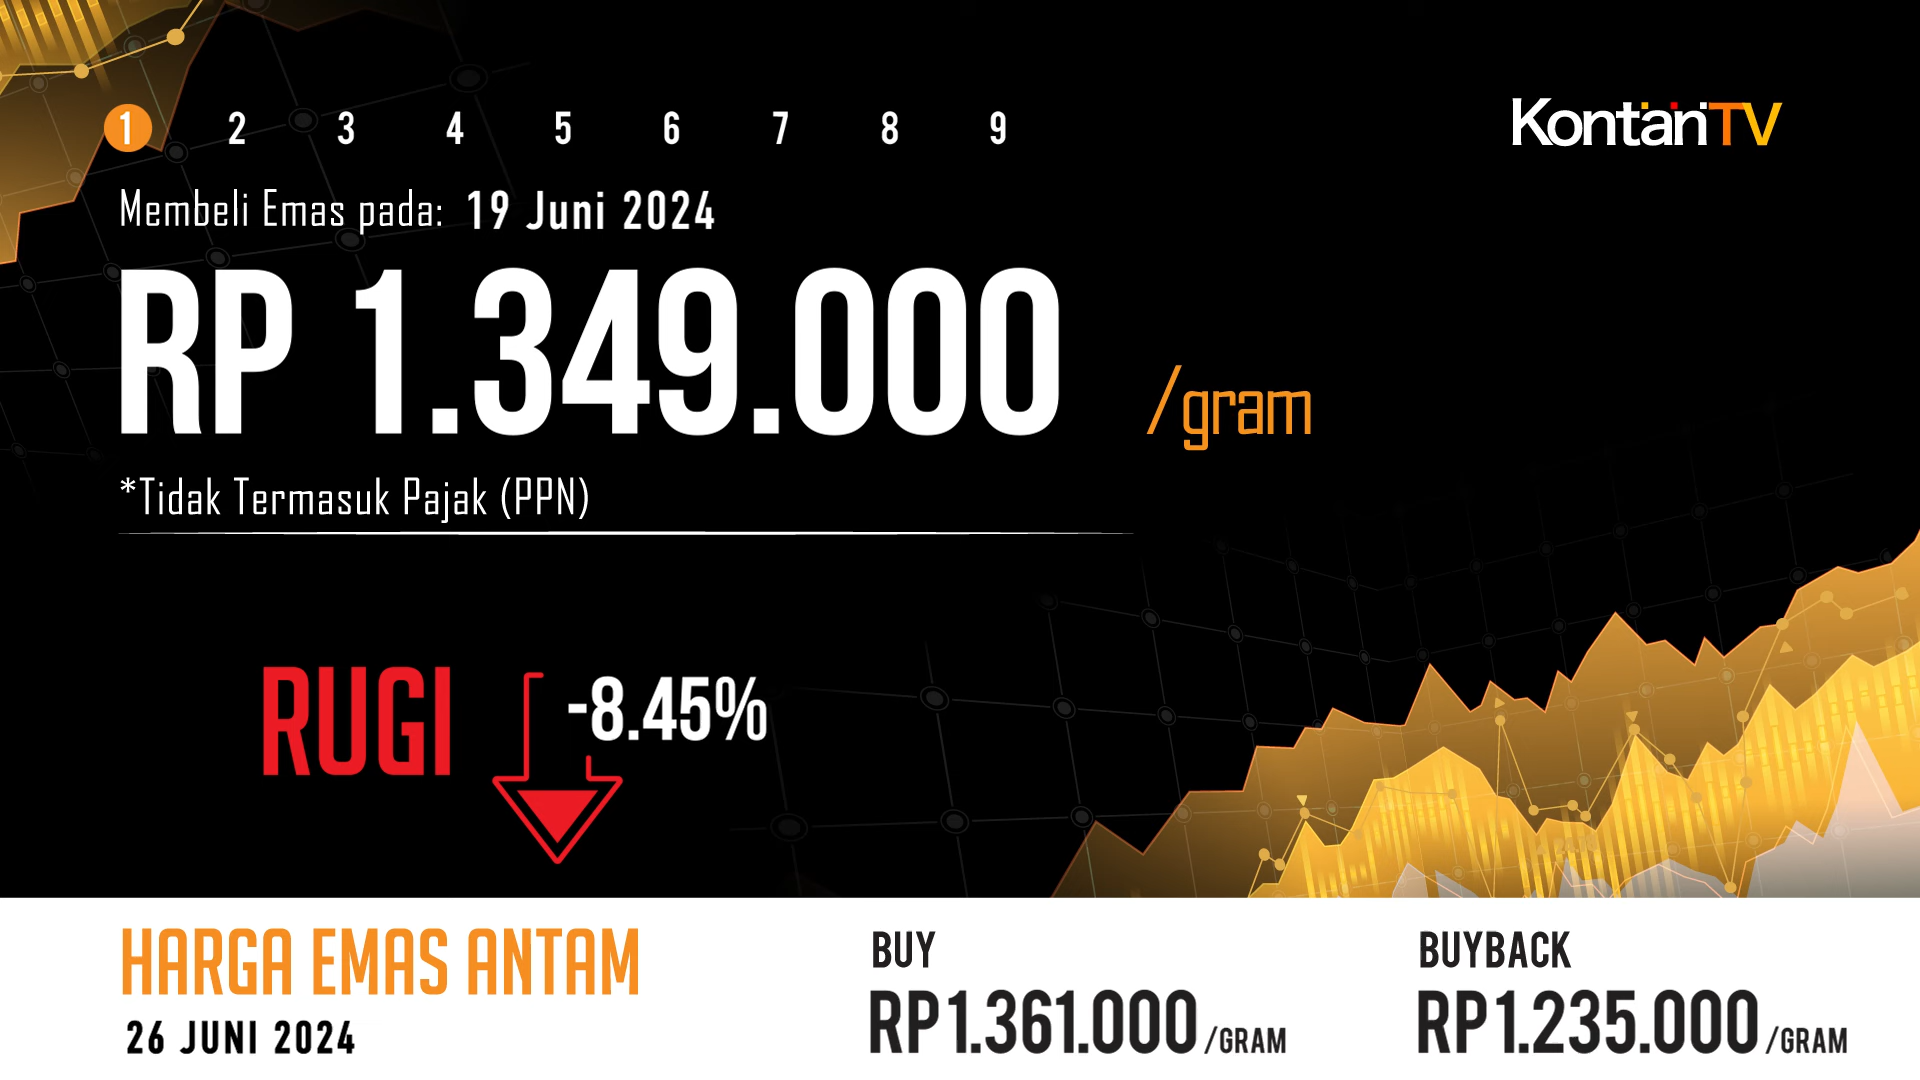 1 2 3 4 5 6 7 8 9
KontanTV
Membeli Emas pada: 19 Juni 2024
RP 1.349.000 /gram
*Tidak Termasuk Pajak (PPN)
RUGI -8.45%
HARGA EMAS ANTAM
26 JUNI 2024
BUY
RP1.361.000 /GRAM
BUYBACK
RP1.235.000 /GRAM